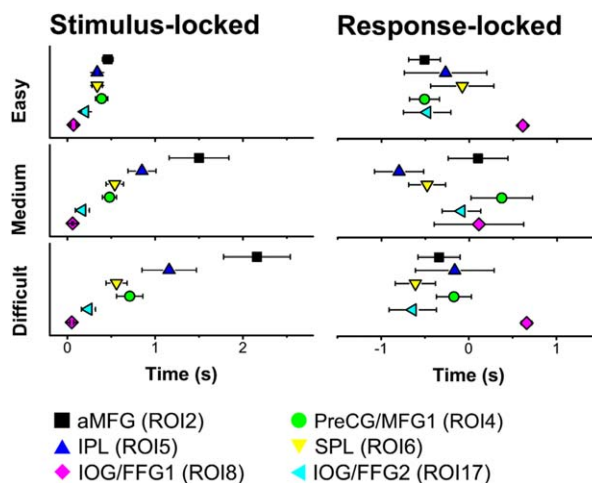 Stimulus-locked Response-locked
Easy
Medium
Difficult
0 1 2 -1 0 1
Time (s) Time (s)
aMFG (ROI2) PreCG/MFG1 (ROI4)
IPL (ROI5) SPL (ROI6)
IOG/FFG1 (ROI8) IOG/FFG2 (ROI17)